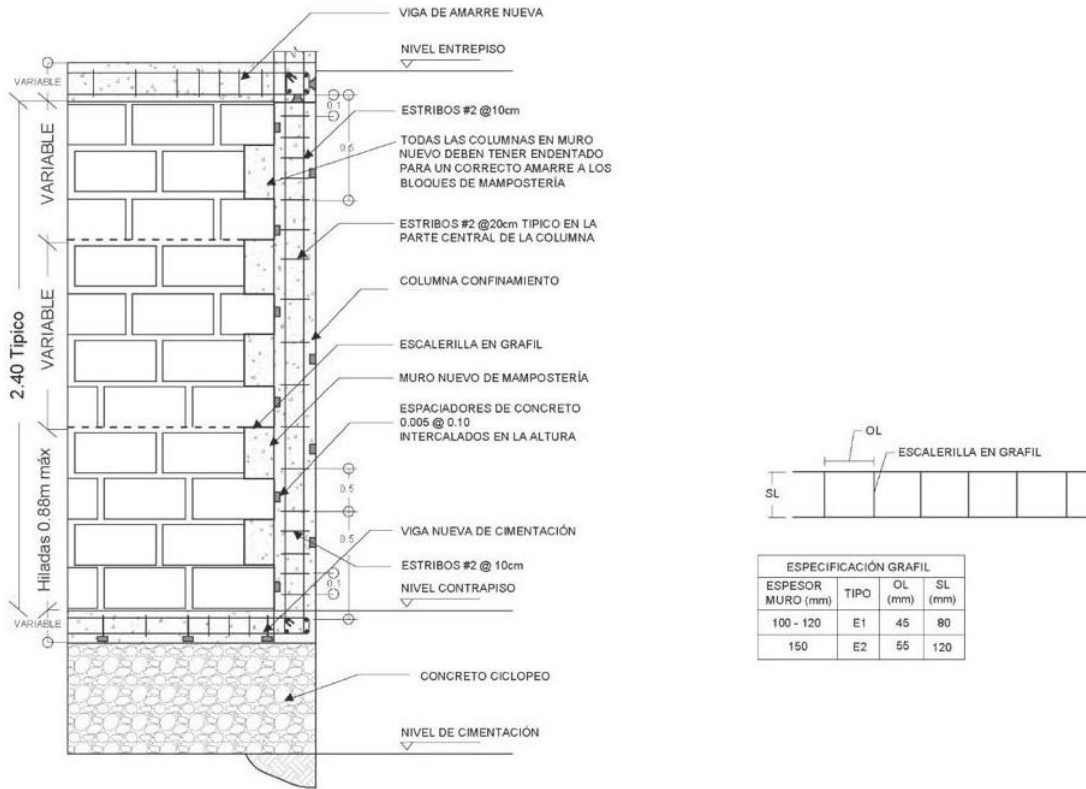 VIGA DE AMARRE NUEVA
NIVEL ENTREPISO
VARIABLE
0.1
ESTRIBOS #2 @10cm
0.5
TODAS LAS COLUMNAS EN MURO
NUEVO DEBEN TENER ENDENTADO
PARA UN CORRECTO AMARRE A LOS
BLOQUES DE MAMPOSTERÍA
VARIABLE
ESTRIBOS #2 @20cm TIPICO EN LA
PARTE CENTRAL DE LA COLUMNA
COLUMNA CONFINAMIENTO
VARIABLE
2.40 Tipico
ESCALERILLA EN GRAFIL
MURO NUEVO DE MAMPOSTERÍA
ESPACIADORES DE CONCRETO
0.005 @ 0.10
INTERCALADOS EN LA ALTURA
Hiladas 0.88m máx
0.5
0.5
VIGA NUEVA DE CIMENTACIÓN
ESTRIBOS #2 @ 10cm
0.1
NIVEL CONTRAPISO
VARIABLE
CONCRETO CICLOPEO
NIVEL DE CIMENTACIÓN
OL
ESCALERILLA EN GRAFIL
SL
ESPECIFICACIÓN GRAFIL
ESPESOR MURO (mm) TIPO OL (mm) SL (mm)
100 - 120 E1 45 80
150 E2 55 120